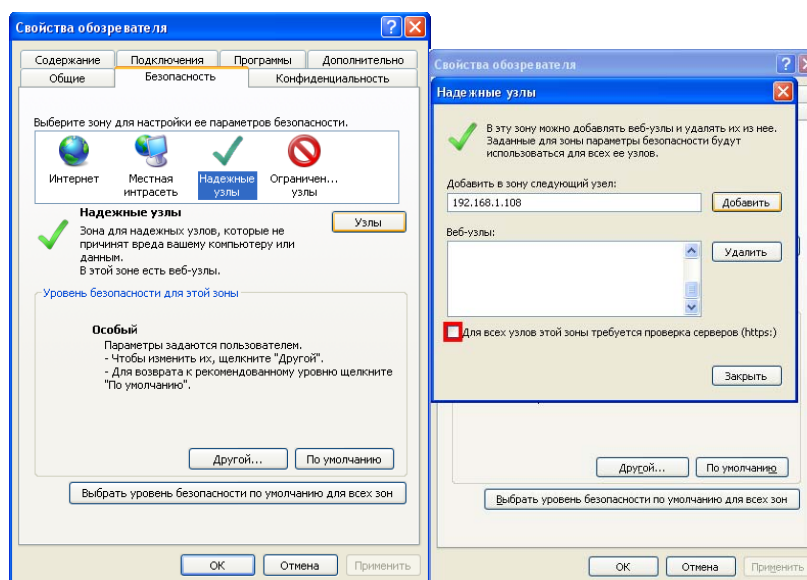 Свойства обозревателя
Содержание
Подключения
Программы
Дополнительно
Общие
Безопасность
Конфиденциальность
Выберите зону для настройки ее параметров безопасности.
Интернет
Местная
интрасеть
Надежные
узлы
Ограничен...
узлы
Надежные узлы
Узлы
Зона для надежных узлов, которые не
причинят вреда вашему компьютеру или
данным.
В этой зоне есть веб-узлы.
Уровень безопасности для этой зоны
Особый
Параметры задаются пользователем.
- Чтобы изменить их, щелкните "Другой".
- Для возврата к рекомендованному уровню щелкните
"По умолчанию".
Другой...
По умолчанию
Выбрать уровень безопасности по умолчанию для всех зон
ОК
Отмена
Применить
Свойства обозревателя
Надежные узлы
В эту зону можно добавлять веб-узлы и удалять их из нее.
Заданные для зоны параметры безопасности будут
использоваться для всех ее узлов.
Добавить в зону следующий узел:
192.168.1.108
Добавить
Веб-узлы:
Удалить
Для всех узлов этой зоны требуется проверка серверов (https:)
Закрыть
Другой...
По умолчанию
Выбрать уровень безопасности по умолчанию для всех зон
ОК
Отмена
Применить